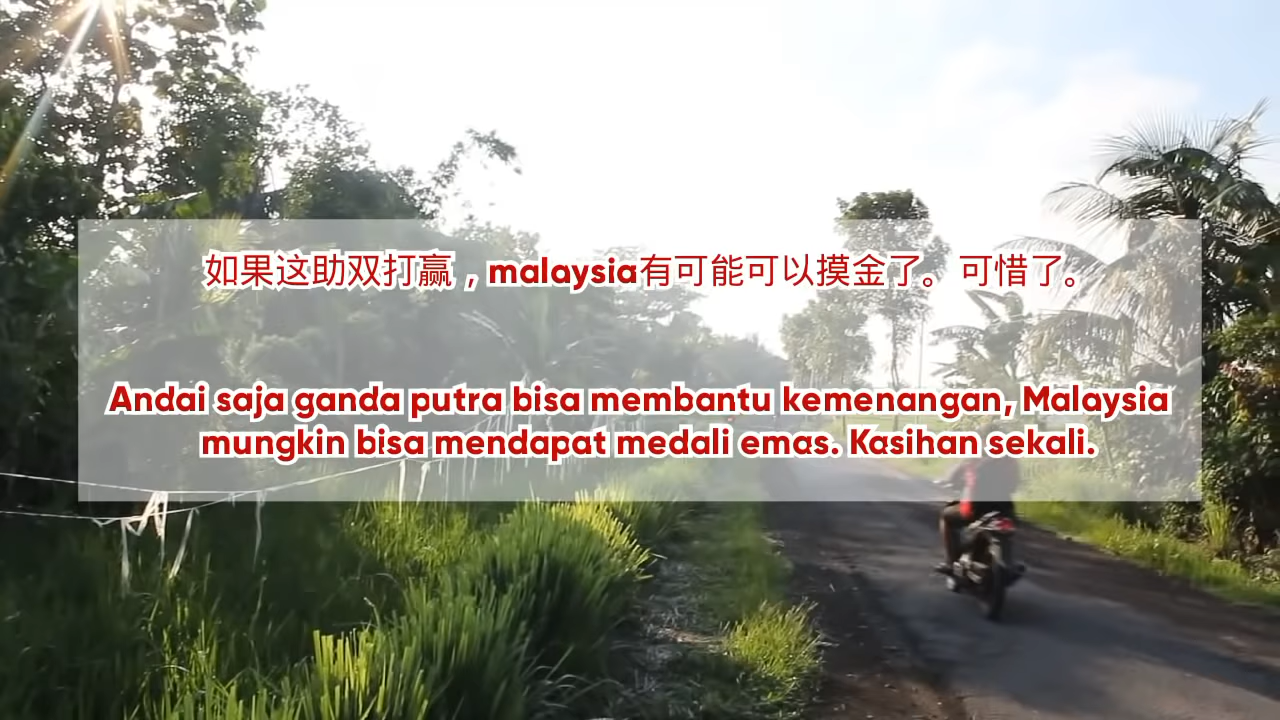 如果这助双打赢，malaysia有可能可以摸金了。可惜了。
Andai saja ganda putra bisa membantu kemenangan, Malaysia
mungkin bisa mendapat medali emas. Kasihan sekali.